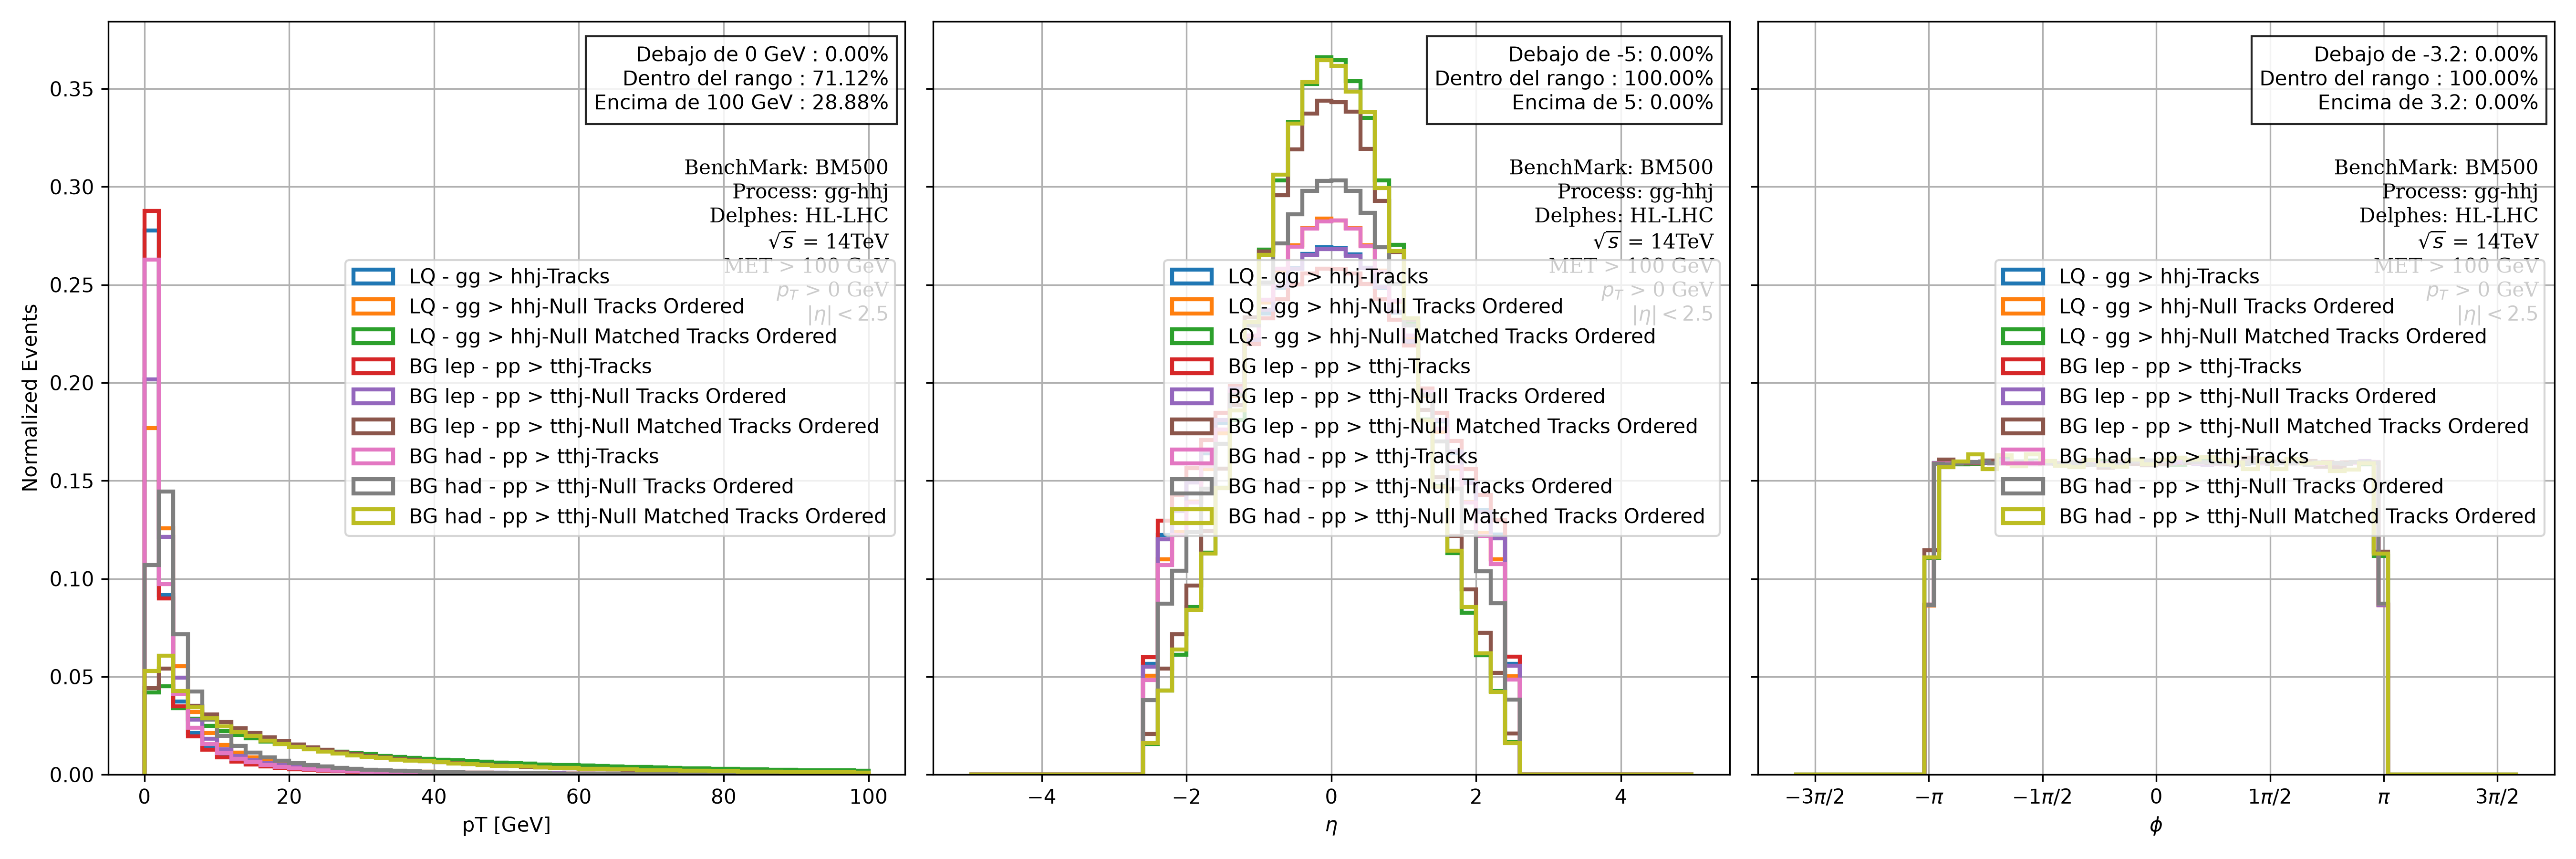 Normalized Events
0.35
0.30
0.25
0.20
0.15
0.10
0.05
0.00
Debajo de 0 GeV : 0.00%
Dentro del rango : 71.12%
Encima de 100 GeV : 28.88%
BenchMark: BM500
Process: gg-hhj
Delphes: HL-LHC
√s = 14TeV
MET > 100 GeV
pT > 0 GeV
|η| < 2.5
LQ - gg > hhj-Tracks
LQ - gg > hhj-Null Tracks Ordered
LQ - gg > hhj-Null Matched Tracks Ordered
BG lep - pp > tthj-Tracks
BG lep - pp > tthj-Null Tracks Ordered
BG lep - pp > tthj-Null Matched Tracks Ordered
BG had - pp > tthj-Tracks
BG had - pp > tthj-Null Tracks Ordered
BG had - pp > tthj-Null Matched Tracks Ordered
0 20 40 60 80 100
pT [GeV]
Debajo de -5: 0.00%
Dentro del rango : 100.00%
Encima de 5: 0.00%
BenchMark: BM500
Process: gg-hhj
Delphes: HL-LHC
√s = 14TeV
MET > 100 GeV
pT > 0 GeV
|η| < 2.5
LQ - gg > hhj-Tracks
LQ - gg > hhj-Null Tracks Ordered
LQ - gg > hhj-Null Matched Tracks Ordered
BG lep - pp > tthj-Tracks
BG lep - pp > tthj-Null Tracks Ordered
BG lep - pp > tthj-Null Matched Tracks Ordered
BG had - pp > tthj-Tracks
BG had - pp > tthj-Null Tracks Ordered
BG had - pp > tthj-Null Matched Tracks Ordered
−4 −2 0 2 4
η
Debajo de -3.2: 0.00%
Dentro del rango : 100.00%
Encima de 3.2: 0.00%
BenchMark: BM500
Process: gg-hhj
Delphes: HL-LHC
√s = 14TeV
MET > 100 GeV
pT > 0 GeV
|η| < 2.5
LQ - gg > hhj-Tracks
LQ - gg > hhj-Null Tracks Ordered
LQ - gg > hhj-Null Matched Tracks Ordered
BG lep - pp > tthj-Tracks
BG lep - pp > tthj-Null Tracks Ordered
BG lep - pp > tthj-Null Matched Tracks Ordered
BG had - pp > tthj-Tracks
BG had - pp > tthj-Null Tracks Ordered
BG had - pp > tthj-Null Matched Tracks Ordered
−3π/2 −π −1π/2 0 1π/2 π 3π/2
ϕ